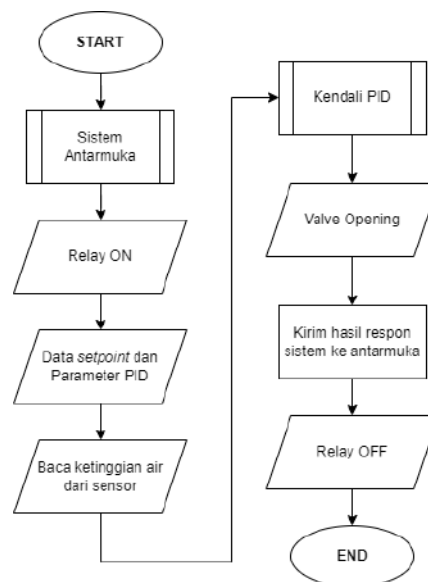 START
Sistem
Antarmuka
Relay ON
Data setpoint dan
Parameter PID
Baca ketinggian air
dari sensor
Kendali PID
Valve Opening
Kirim hasil respon
sistem ke antarmuka
Relay OFF
END